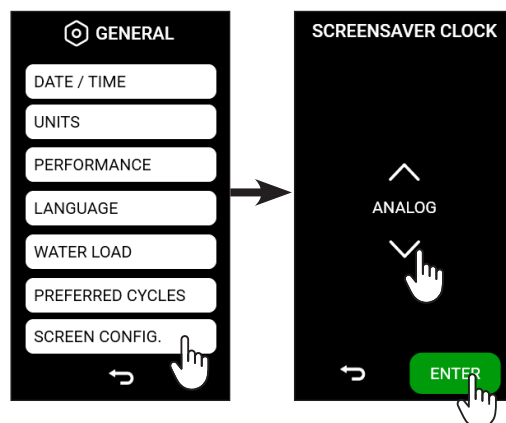 GENERAL
DATE / TIME
UNITS
PERFORMANCE
LANGUAGE
WATER LOAD
PREFERRED CYCLES
SCREEN CONFIG.
SCREENSAVER CLOCK
ANALOG
ENTER